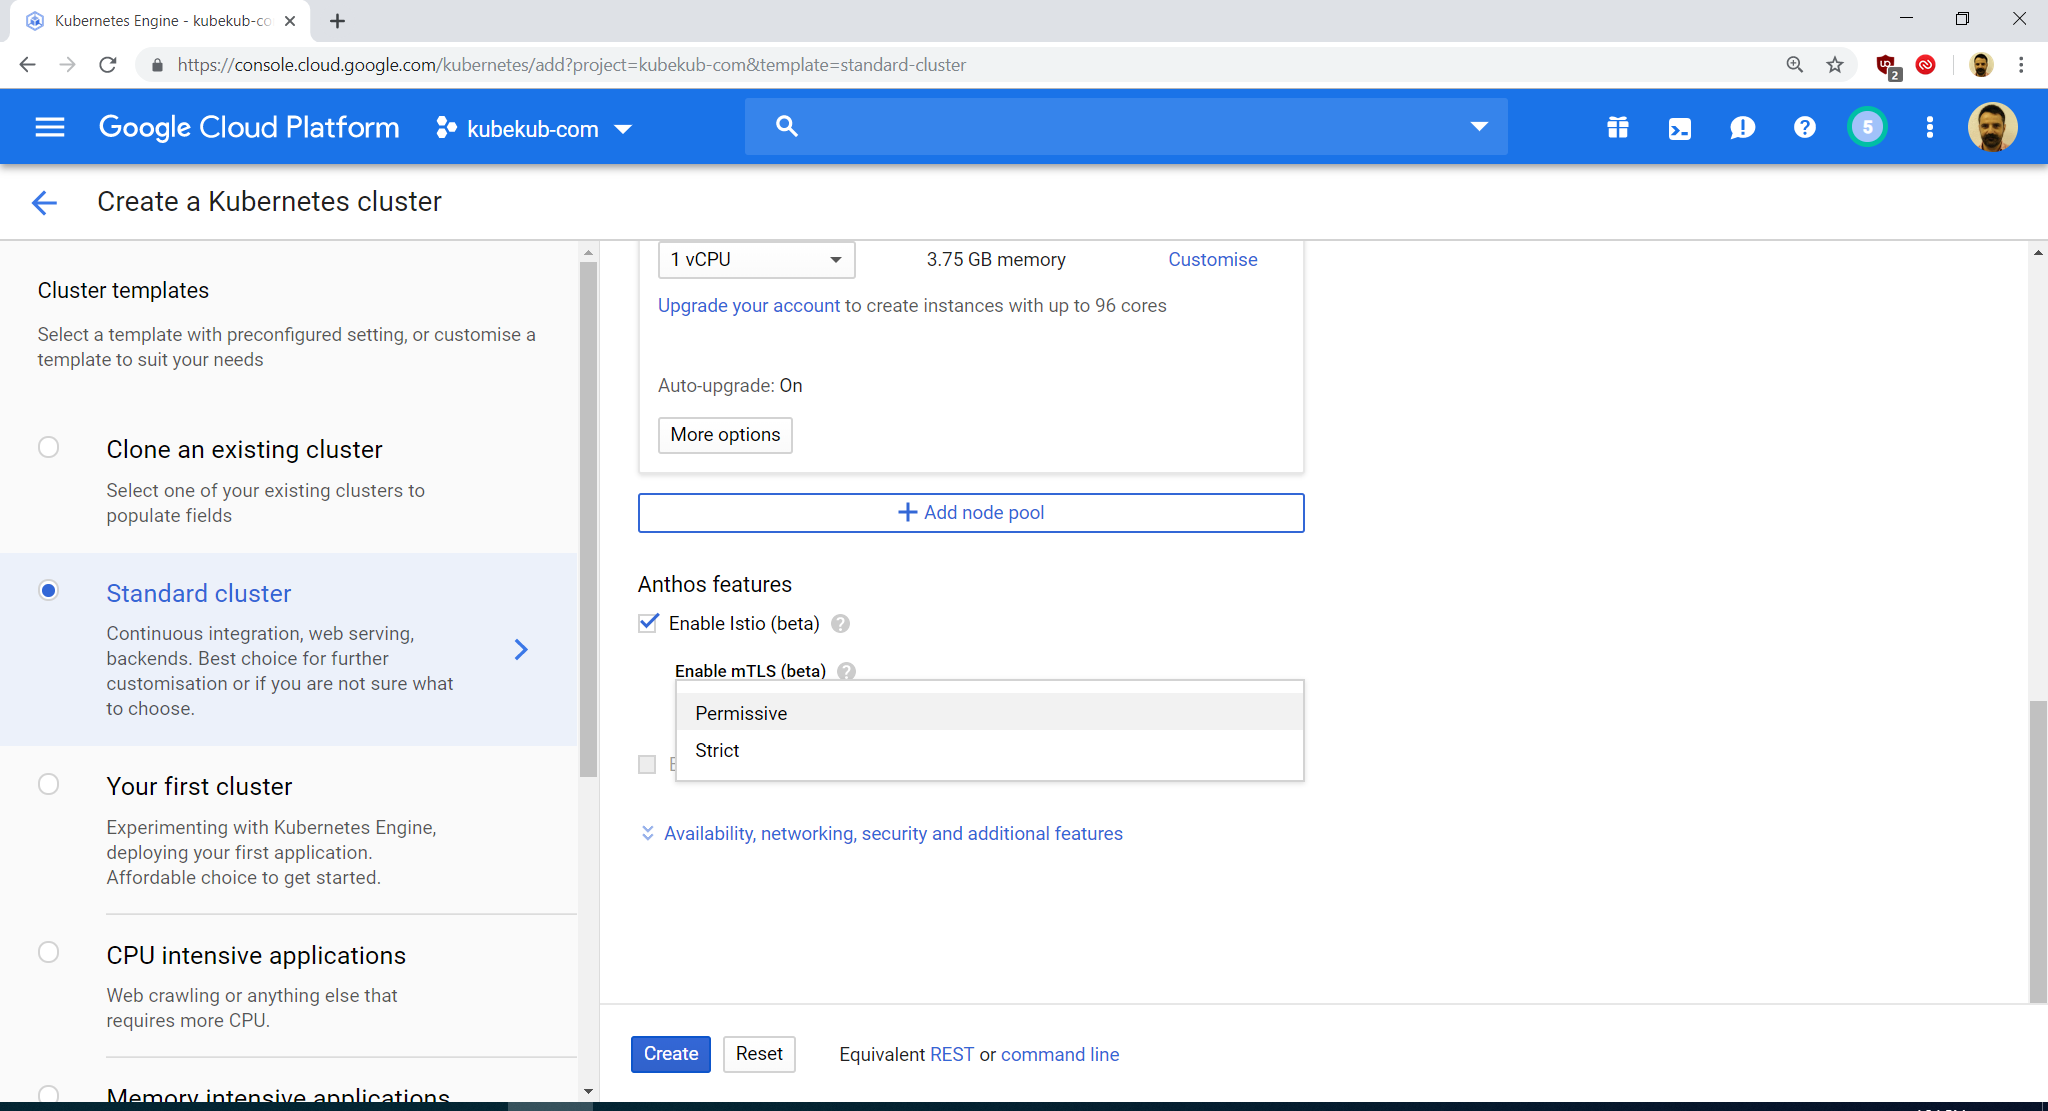 Kubernetes Engine - kubekub-co
https://console.cloud.google.com/kubernetes/add?project=kubekub-com&template=standard-cluster
2
Google Cloud Platform
kubekub-com
5
Create a Kubernetes cluster
Cluster templates
Select a template with preconfigured setting, or customise a
template to suit your needs
Clone an existing cluster
Select one of your existing clusters to
populate fields
Standard cluster
Continuous integration, web serving,
backends. Best choice for further
customisation or if you are not sure what
to choose.
Your first cluster
Experimenting with Kubernetes Engine,
deploying your first application.
Affordable choice to get started.
CPU intensive applications
Web crawling or anything else that
requires more CPU.
Memory intensive applications
1 vCPU
3.75 GB memory
Customise
Upgrade your account to create instances with up to 96 cores
Auto-upgrade: On
More options
Add node pool
Anthos features
Enable Istio (beta)
Enable mTLS (beta)
Permissive
Strict
Availability, networking, security and additional features
Create
Reset
Equivalent REST or command line